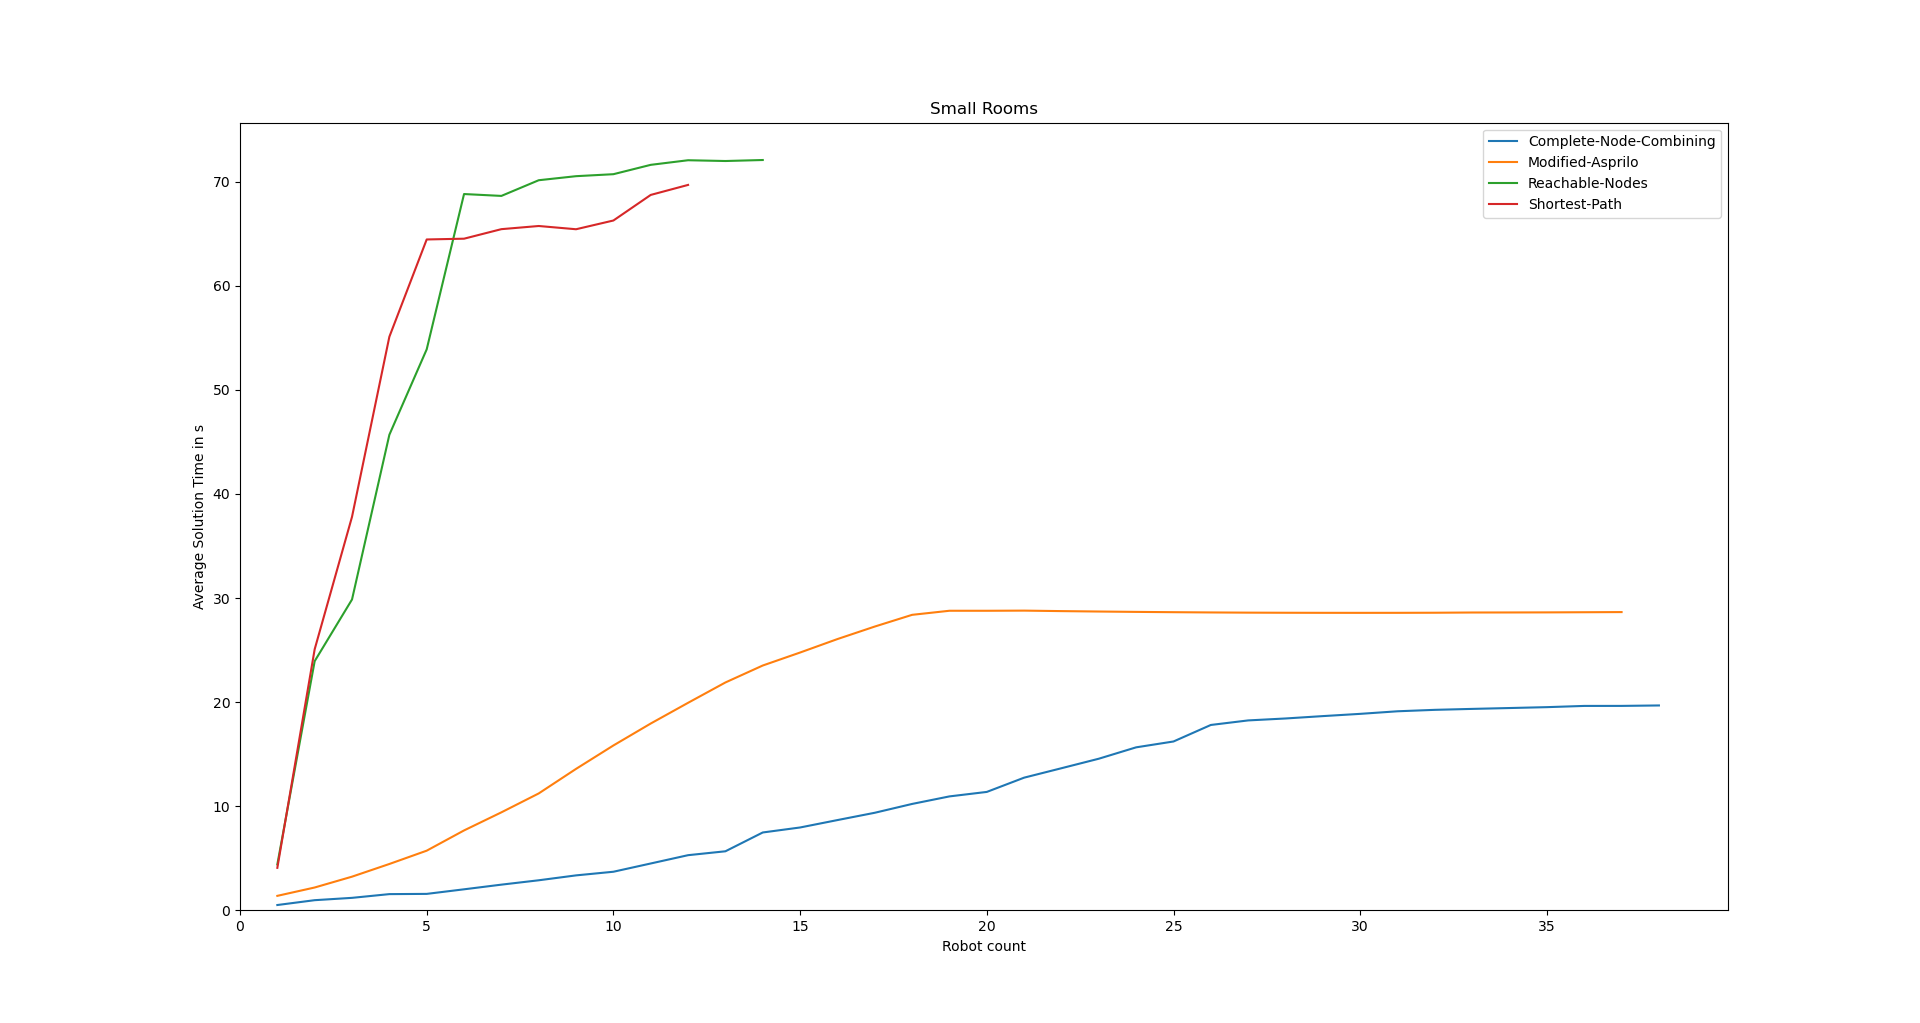 Small Rooms
Complete-Node-Combining
Modified-Asprilo
Reachable-Nodes
Shortest-Path
Average Solution Time in s
70
60
50
40
30
20
10
0
0 5 10 15 20 25 30 35
Robot count